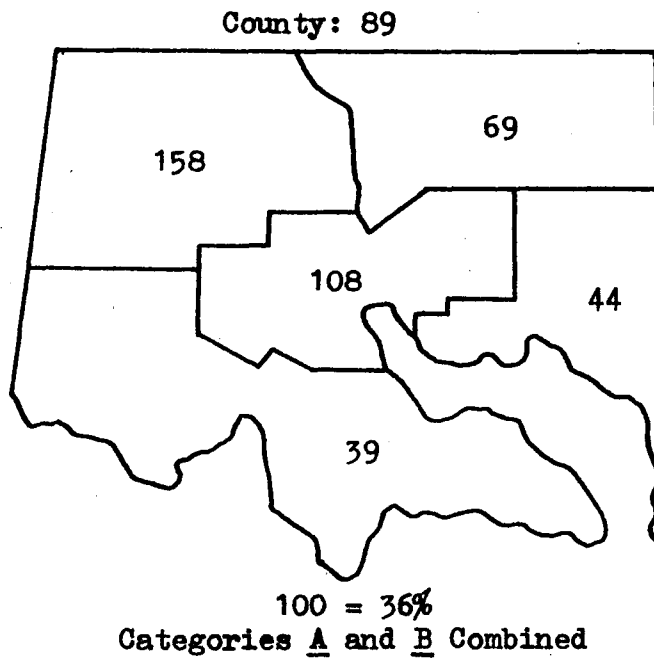 County: 89
69
158
108
44
39
100 = 36%
Categories A and B Combined